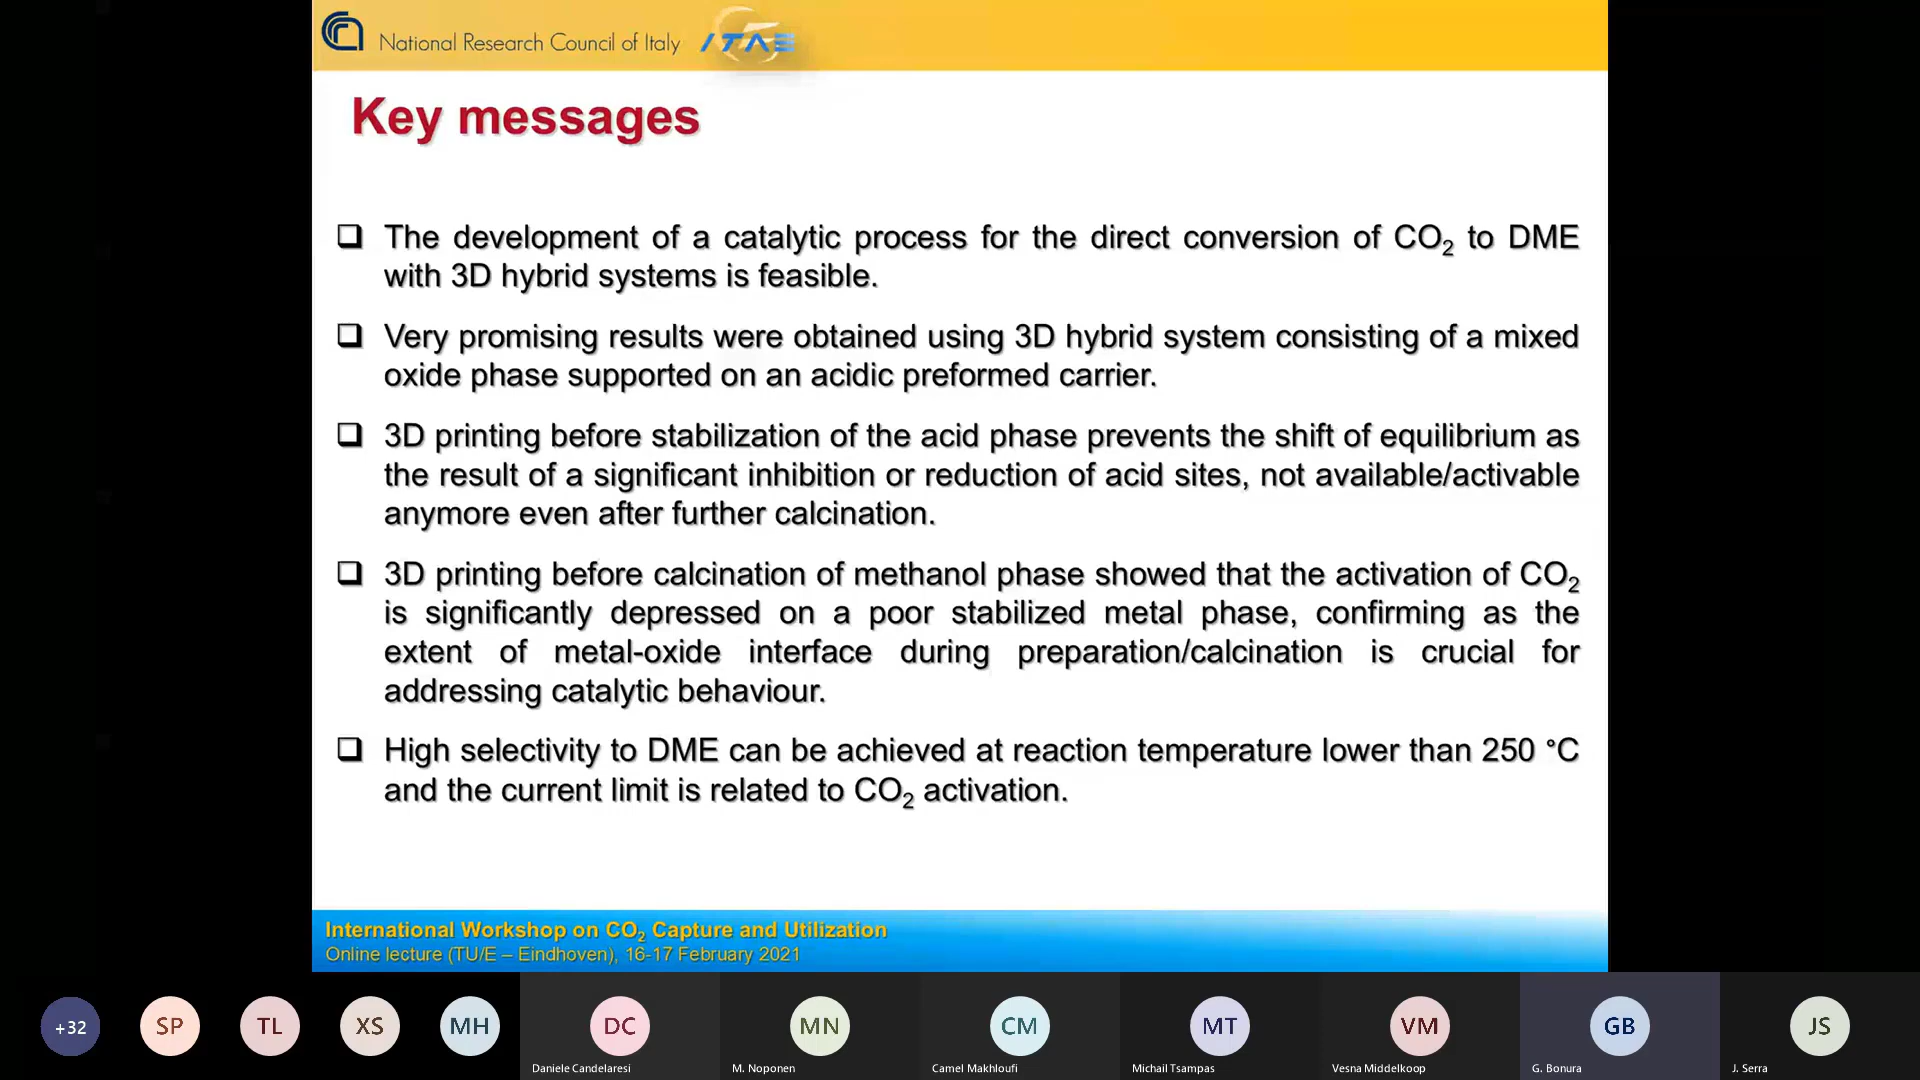 National Research Council of Italy ITAE
Key messages
❑ The development of a catalytic process for the direct conversion of CO₂ to DME
with 3D hybrid systems is feasible.
❑ Very promising results were obtained using 3D hybrid system consisting of a mixed
oxide phase supported on an acidic preformed carrier.
❑ 3D printing before stabilization of the acid phase prevents the shift of equilibrium as
the result of a significant inhibition or reduction of acid sites, not available/activable
anymore even after further calcination.
❑ 3D printing before calcination of methanol phase showed that the activation of CO₂
is significantly depressed on a poor stabilized metal phase, confirming as the
extent of metal-oxide interface during preparation/calcination is crucial for
addressing catalytic behaviour.
❑ High selectivity to DME can be achieved at reaction temperature lower than 250 °C
and the current limit is related to CO₂ activation.
International Workshop on CO₂ Capture and Utilization
Online lecture (TU/E – Eindhoven), 16-17 February 2021
+32 SP TL XS MH DC MN CM MT VM GB JS
Daniele Candelaresi M. Noponen Camel Makhloufi Michail Tsampas Vesna Middelkoop G. Bonura J. Serra